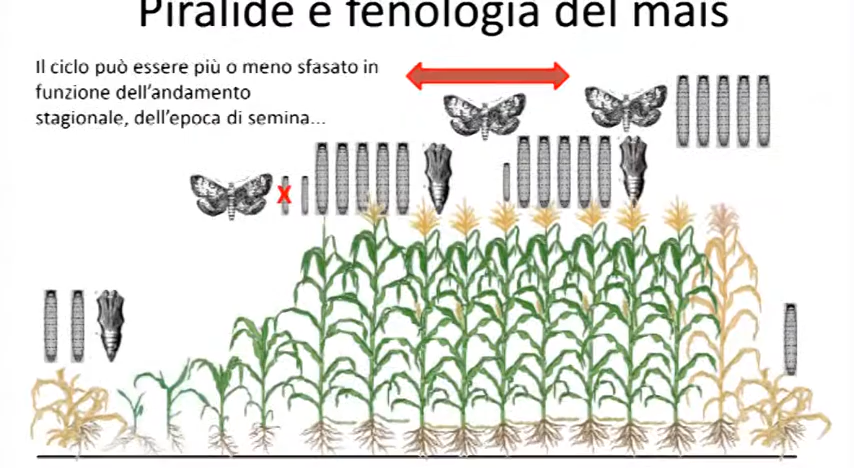 Piralide e fenologia del mais
Il ciclo può essere più o meno sfasato in
funzione dell'andamento
stagionale, dell'epoca di semina...
X